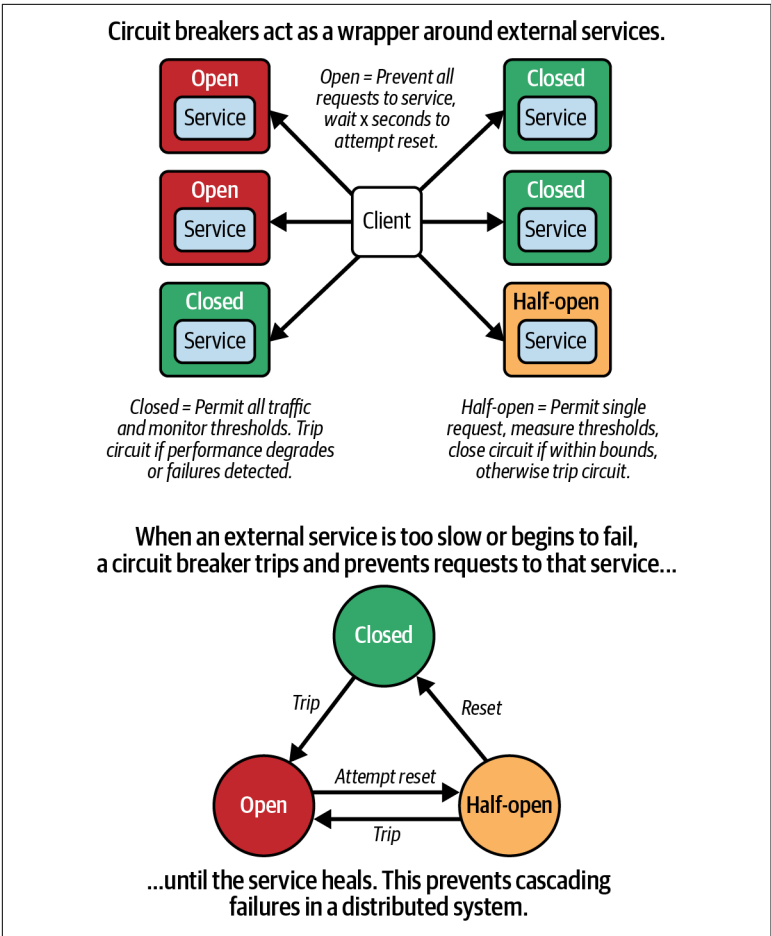 Circuit breakers act as a wrapper around external services.
Open
Service
Open = Prevent all
requests to service,
wait x seconds to
attempt reset.
Closed
Service
Open
Service
Client
Closed
Service
Closed
Service
Half-open
Service
Closed = Permit all traffic
and monitor thresholds. Trip
circuit if performance degrades
or failures detected.
Half-open = Permit single
request, measure thresholds,
close circuit if within bounds,
otherwise trip circuit.
When an external service is too slow or begins to fail,
a circuit breaker trips and prevents requests to that service...
Closed
Trip
Reset
Open
Attempt reset
Half-open
Trip
...until the service heals. This prevents cascading
failures in a distributed system.